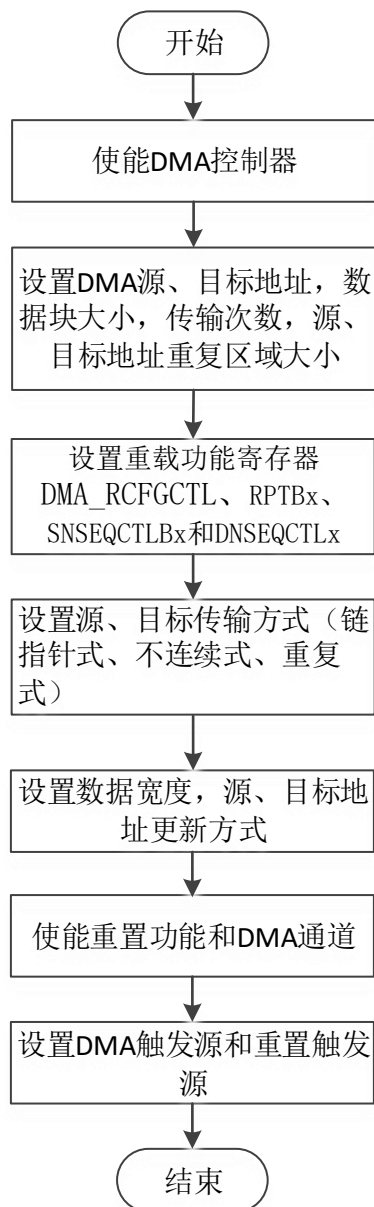 开始
使能DMA控制器
设置DMA源、目标地址，数
据块大小，传输次数，源、
目标地址重复区域大小
设置重载功能寄存器
DMA_RCFGCTL、RPTBx、
SNSEQCTLBx和DNSEQCTLx
设置源、目标传输方式（链
指针式、不连续式、重复
式）
设置数据宽度，源、目标地
址更新方式
使能重置功能和DMA通道
设置DMA触发源和重置触发
源
结束